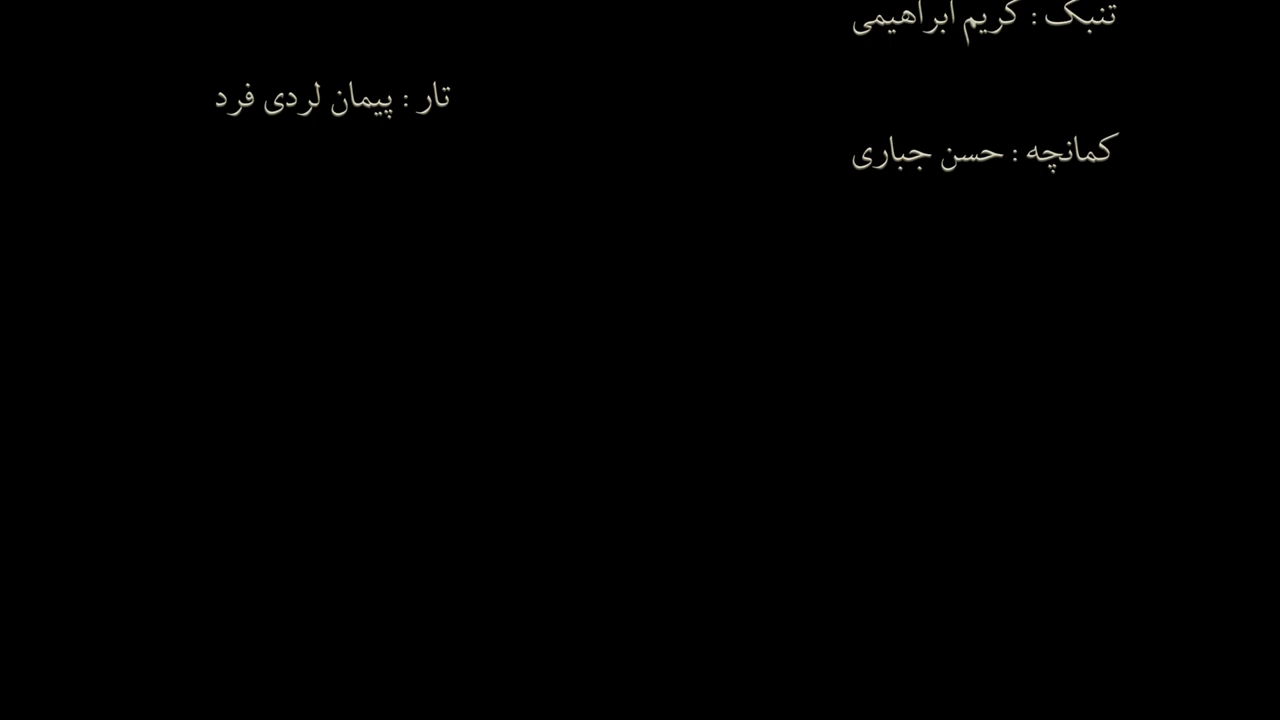 تنبک : کریم ابراهیمی
تار : پیمان لردی فرد
کمانچه : حسن جباری